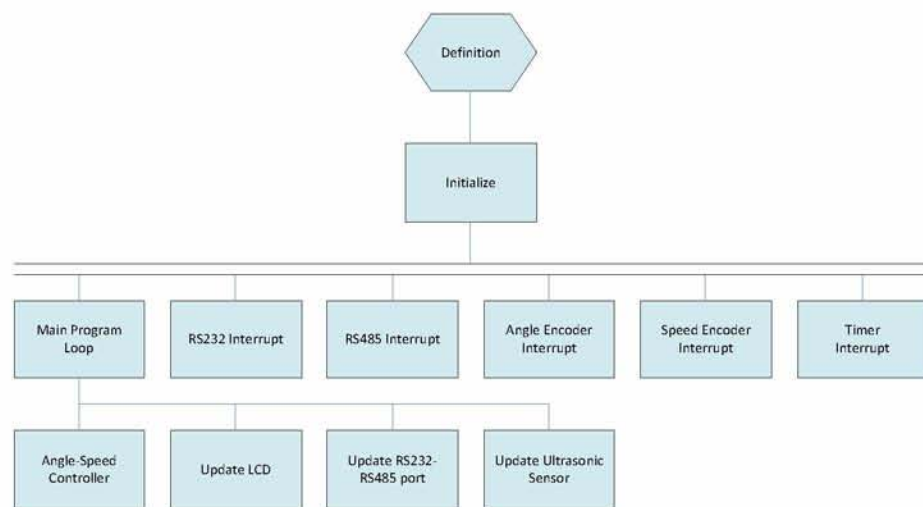 Definition
Initialize
Main Program
Loop
RS232 Interrupt
RS485 Interrupt
Angle Encoder
Interrupt
Speed Encoder
Interrupt
Timer
Interrupt
Angle-Speed
Controller
Update LCD
Update RS232-
RS485 port
Update Ultrasonic
Sensor